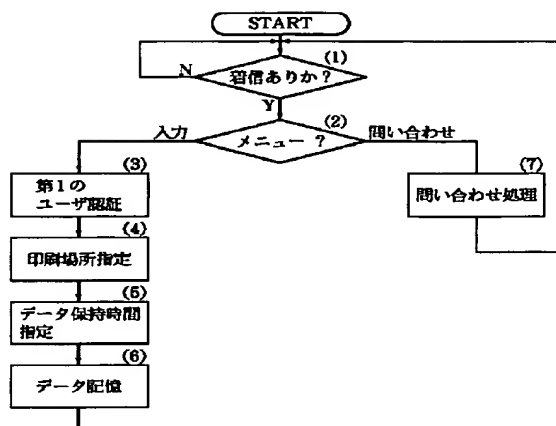 START
(1)
着信ありか？
N
Y
(2)
メニュー ？
入力
問い合わせ
(3)
第1の
ユーザ認証
(7)
問い合わせ処理
(4)
印刷場所指定
(5)
データ保持時間
指定
(6)
データ記憶